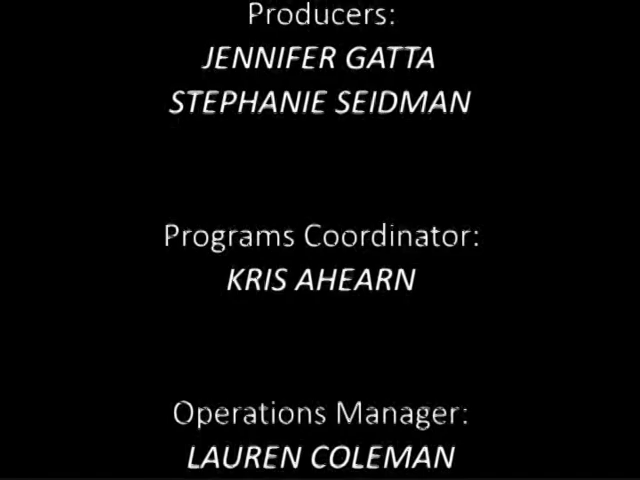 Producers:
JENNIFER GATTA
STEPHANIE SEIDMAN
Programs Coordinator:
KRIS AHEARN
Operations Manager:
LAUREN COLEMAN